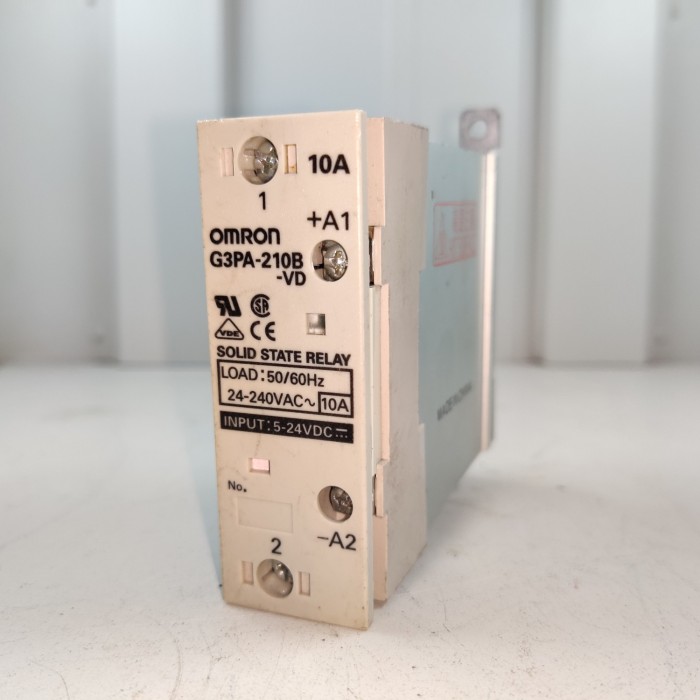 10A
1
+A1
OMRON
G3PA-210B
-VD
VDE CE
SOLID STATE RELAY
LOAD:50/60Hz
24-240VAC~ 10A
INPUT:5-24VDC⎓
No.
-A2
2